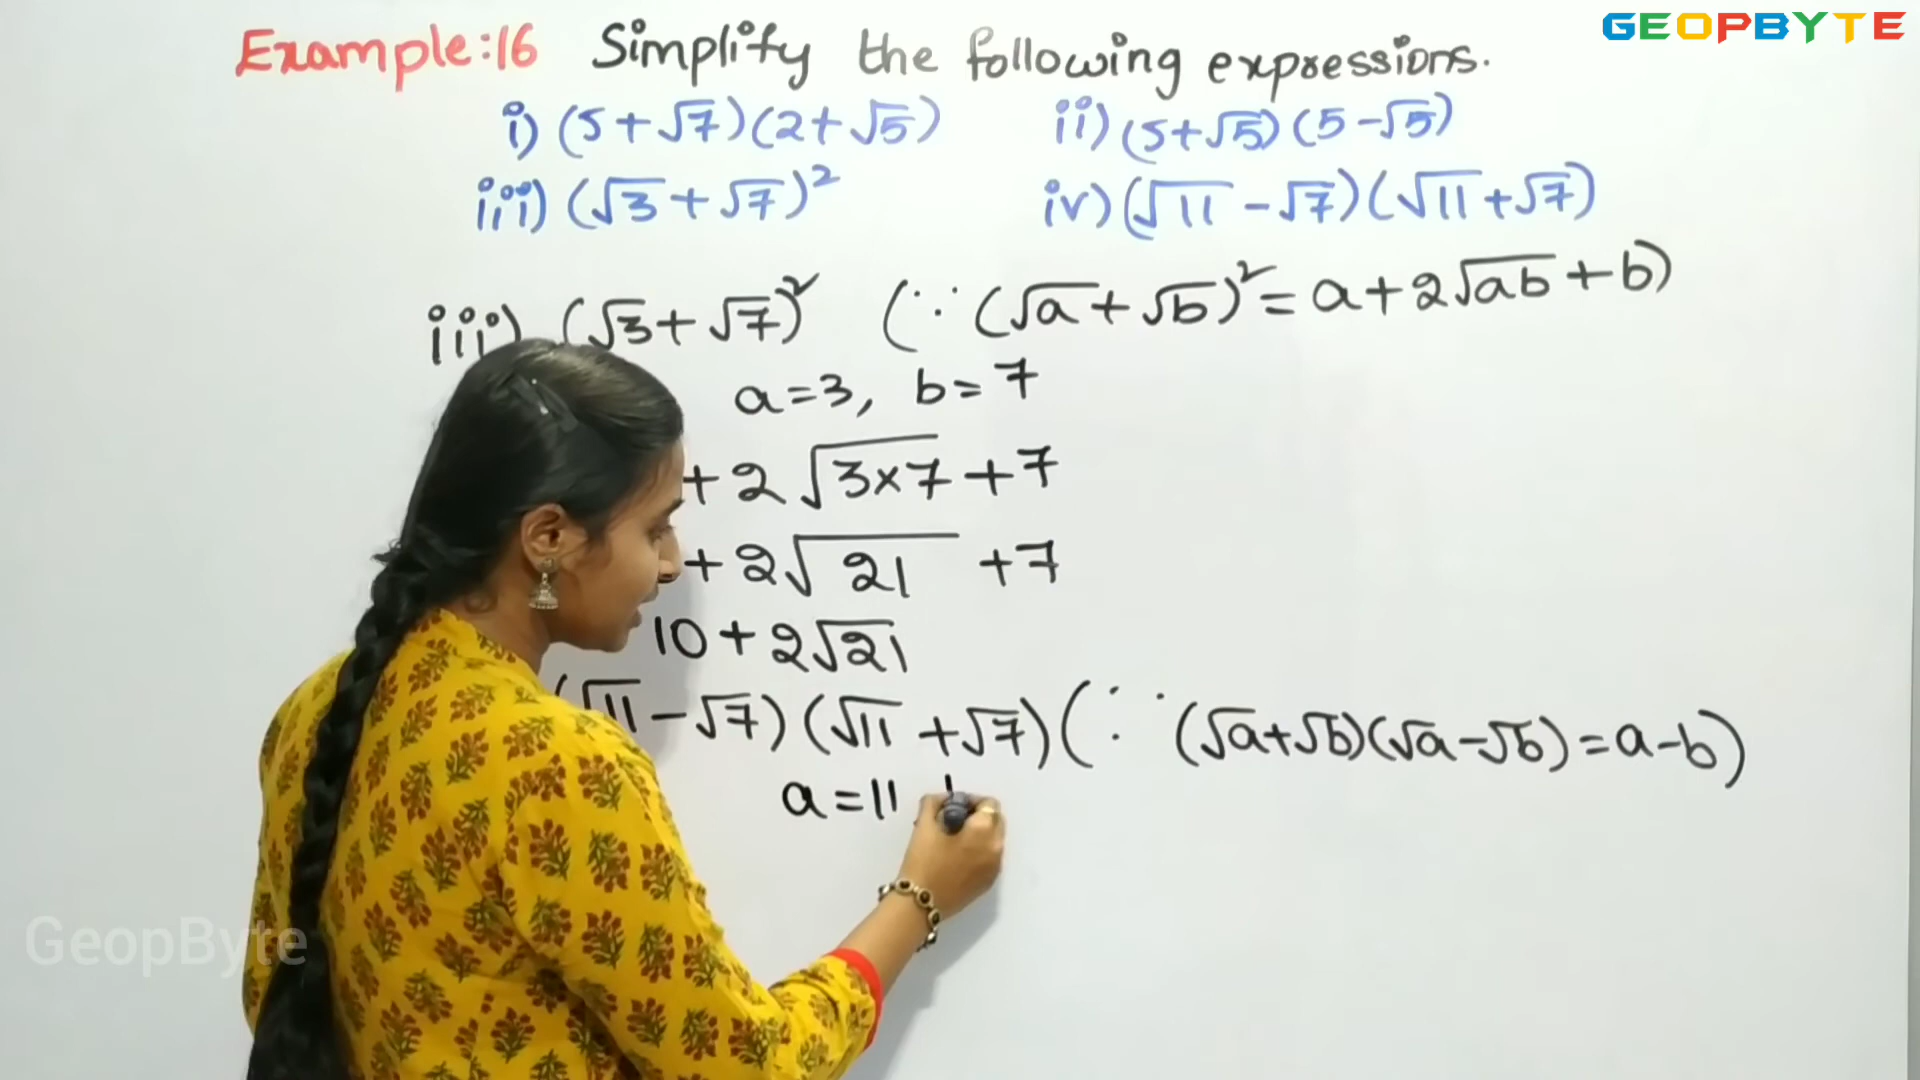 GEOPBYTE
Example:16 Simplify the following expressions.
i) (5+√7)(2+√5) ii) (5+√5)(5-√5)
iii) (√3+√7)² iv) (√11-√7)(√11+√7)
iii) (√3+√7)² (∵ (√a+√b)²=a+2√ab+b)
a=3, b=7
+2√3×7+7
+2√21 +7
10+2√21
(√11-√7)(√11+√7)(∵ (√a+√b)(√a-√b)=a-b)
a=11
GeopByte